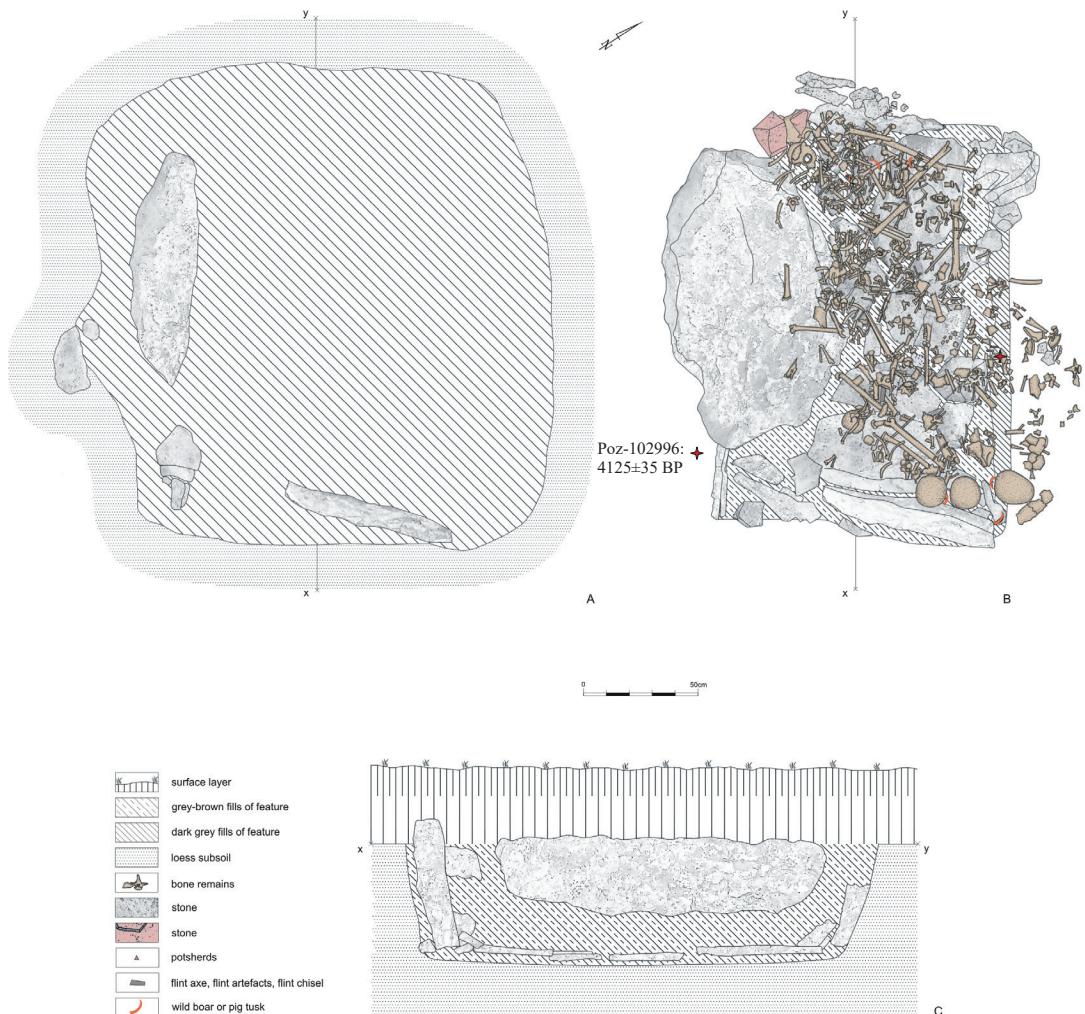 y
y
N
Poz-102996:
4125±35 BP
x
A
x
B
0
50cm
surface layer
grey-brown fills of feature
dark grey fills of feature
loess subsoil
bone remains
stone
stone
potsherds
flint axe, flint artefacts, flint chisel
wild boar or pig tusk
x
y
C